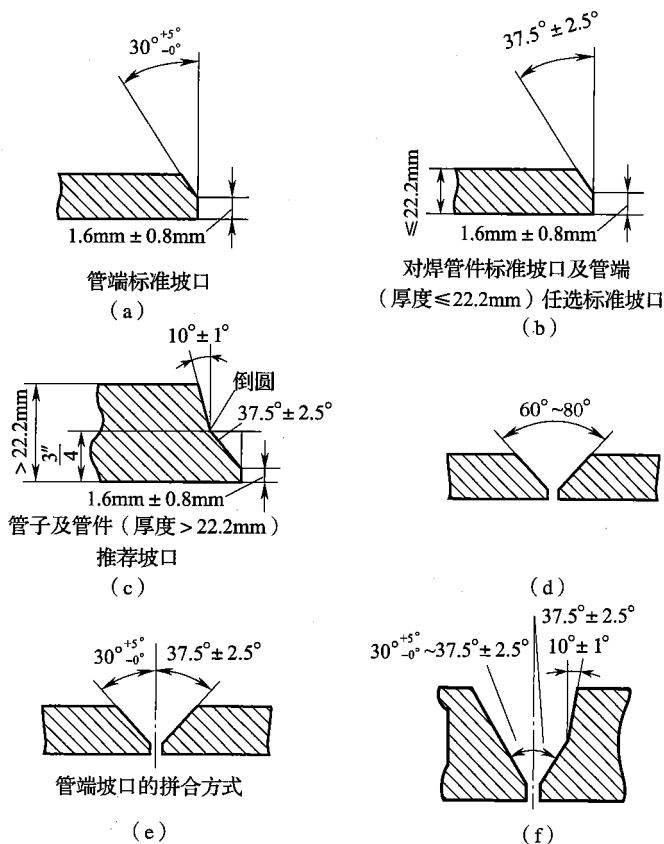 30°+5°−0°
1.6mm ± 0.8mm
管端标准坡口
（a）
37.5° ± 2.5°
≤22.2mm
1.6mm ± 0.8mm
对焊管件标准坡口及管端
（厚度≤22.2mm）任选标准坡口
（b）
10° ± 1°
倒圆
37.5° ± 2.5°
>22.2mm
3″/4
1.6mm ± 0.8mm
管子及管件（厚度＞22.2mm）
推荐坡口
（c）
60° ~80°
（d）
30°+5°−0° 37.5° ± 2.5°
管端坡口的拼合方式
（e）
37.5° ± 2.5°
30°+5°−0° ~37.5° ± 2.5° 10° ± 1°
（f）